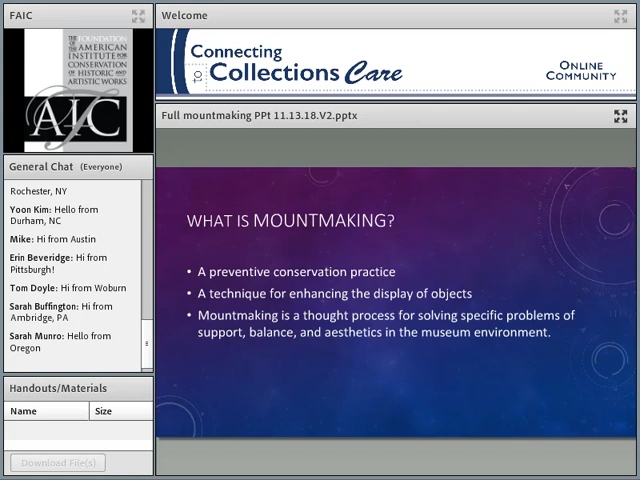 FAIC
THE FOUNDATION
OF THE AMERICAN
INSTITUTE FOR
CONSERVATION
OF HISTORIC AND
ARTISTIC WORKS
AIC
General Chat (Everyone)
Rochester, NY
Yoon Kim: Hello from
Durham, NC
Mike: Hi from Austin
Erin Beveridge: Hi from
Pittsburgh!
Tom Doyle: Hi from Woburn
Sarah Buffington: Hi from
Ambridge, PA
Sarah Munro: Hello from
Oregon
Handouts/Materials
Name Size
Download File(s)
Welcome
Connecting
to Collections Care
ONLINE
COMMUNITY
Full mountmaking PPt 11.13.18.V2.pptx
WHAT IS MOUNTMAKING?
• A preventive conservation practice
• A technique for enhancing the display of objects
• Mountmaking is a thought process for solving specific problems of
support, balance, and aesthetics in the museum environment.